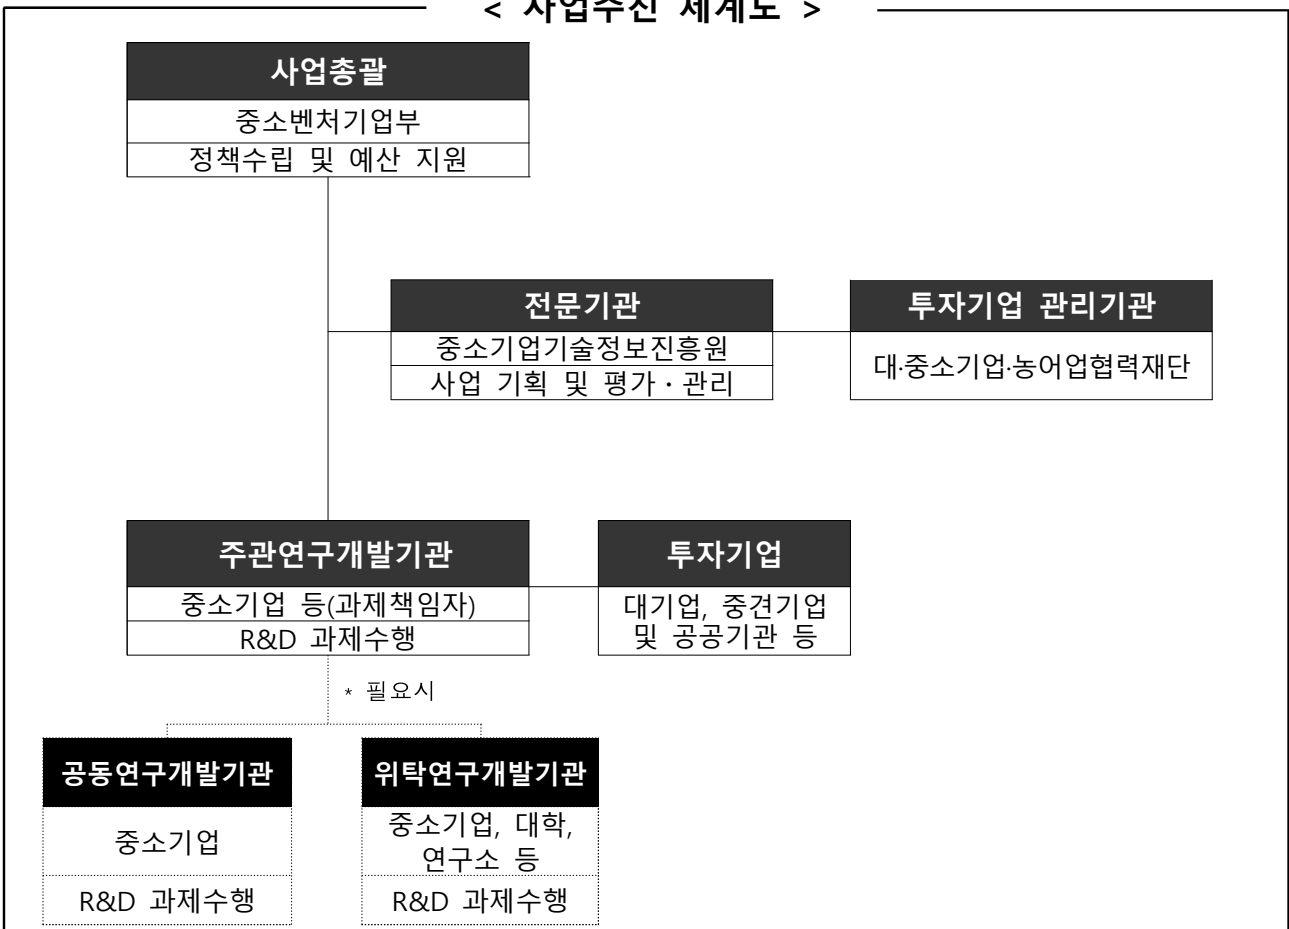 < 사업추진 체계도 >
사업총괄
중소벤처기업부
정책수립 및 예산 지원
전문기관
중소기업기술정보진흥원
사업 기획 및 평가·관리
투자기업 관리기관
대·중소기업·농어업협력재단
주관연구개발기관
중소기업 등(과제책임자)
R&D 과제수행
투자기업
대기업, 중견기업
및 공공기관 등
* 필요시
공동연구개발기관
중소기업
R&D 과제수행
위탁연구개발기관
중소기업, 대학,
연구소 등
R&D 과제수행